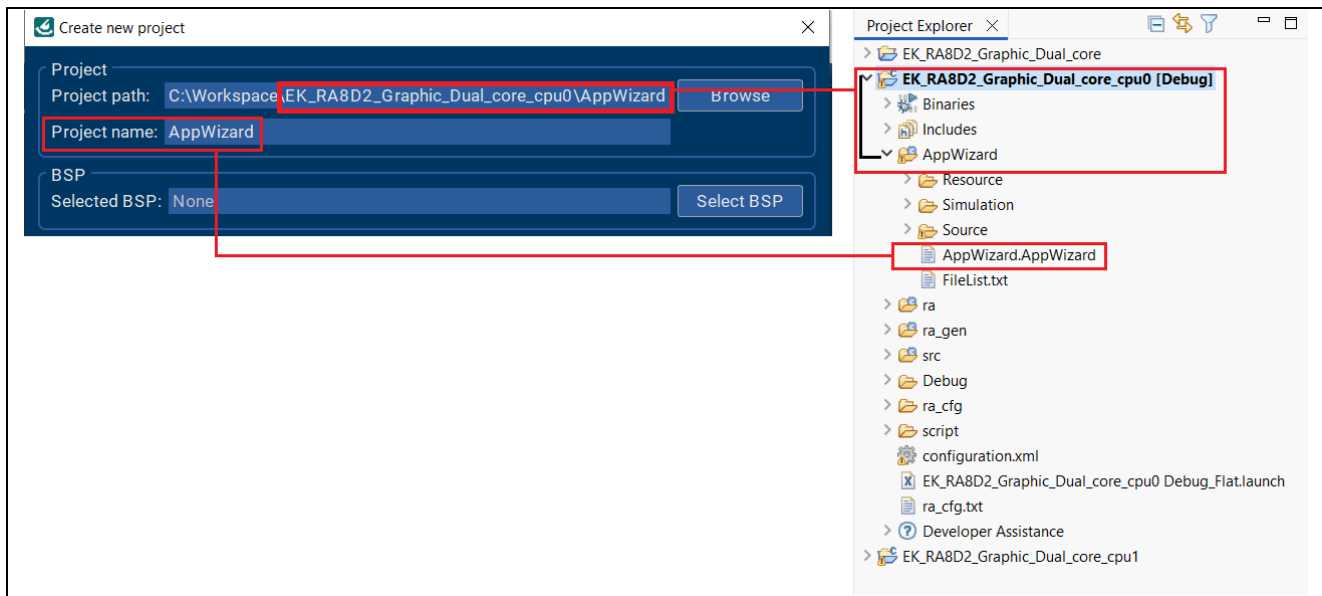 Create new project
Project
Project path: C:\Workspace\EK_RA8D2_Graphic_Dual_core_cpu0\AppWizard Browse
Project name: AppWizard
BSP
Selected BSP: None Select BSP
Project Explorer
EK_RA8D2_Graphic_Dual_core
EK_RA8D2_Graphic_Dual_core_cpu0 [Debug]
Binaries
Includes
AppWizard
Resource
Simulation
Source
AppWizard.AppWizard
FileList.txt
ra
ra_gen
src
Debug
ra_cfg
script
configuration.xml
EK_RA8D2_Graphic_Dual_core_cpu0 Debug_Flat.launch
ra_cfg.txt
Developer Assistance
EK_RA8D2_Graphic_Dual_core_cpu1